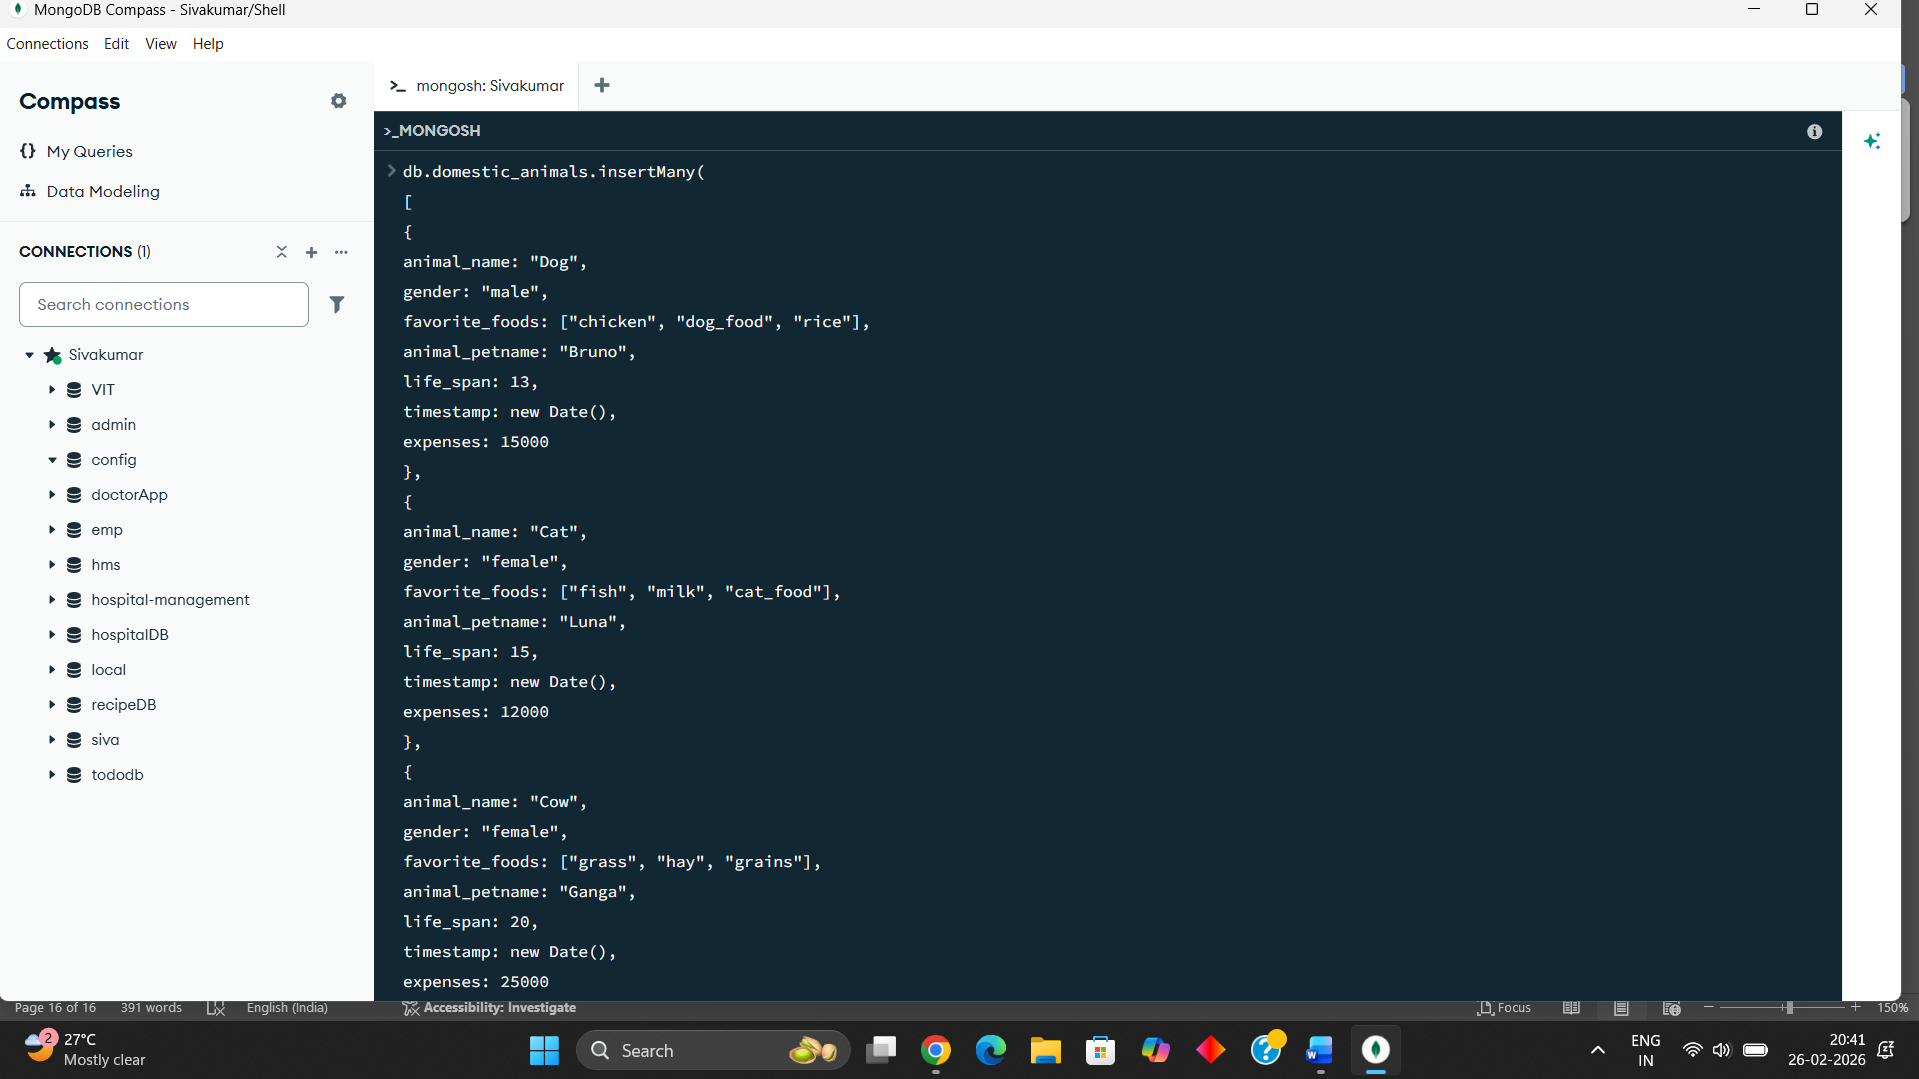 MongoDB Compass - Sivakumar/Shell
Connections Edit View Help
Compass
My Queries
Data Modeling
CONNECTIONS (1)
Search connections
Sivakumar
VIT
admin
config
doctorApp
emp
hms
hospital-management
hospitalDB
local
recipeDB
siva
tododb
>_ mongosh: Sivakumar
>_MONGOSH
db.domestic_animals.insertMany(
[
{
animal_name: "Dog",
gender: "male",
favorite_foods: ["chicken", "dog_food", "rice"],
animal_petname: "Bruno",
life_span: 13,
timestamp: new Date(),
expenses: 15000
},
{
animal_name: "Cat",
gender: "female",
favorite_foods: ["fish", "milk", "cat_food"],
animal_petname: "Luna",
life_span: 15,
timestamp: new Date(),
expenses: 12000
},
{
animal_name: "Cow",
gender: "female",
favorite_foods: ["grass", "hay", "grains"],
animal_petname: "Ganga",
life_span: 20,
timestamp: new Date(),
expenses: 25000
Page 16 of 16 391 words English (India) Accessibility: Investigate Focus 150%
2
27°C
Mostly clear
Search
ENG
IN
20:41
26-02-2026